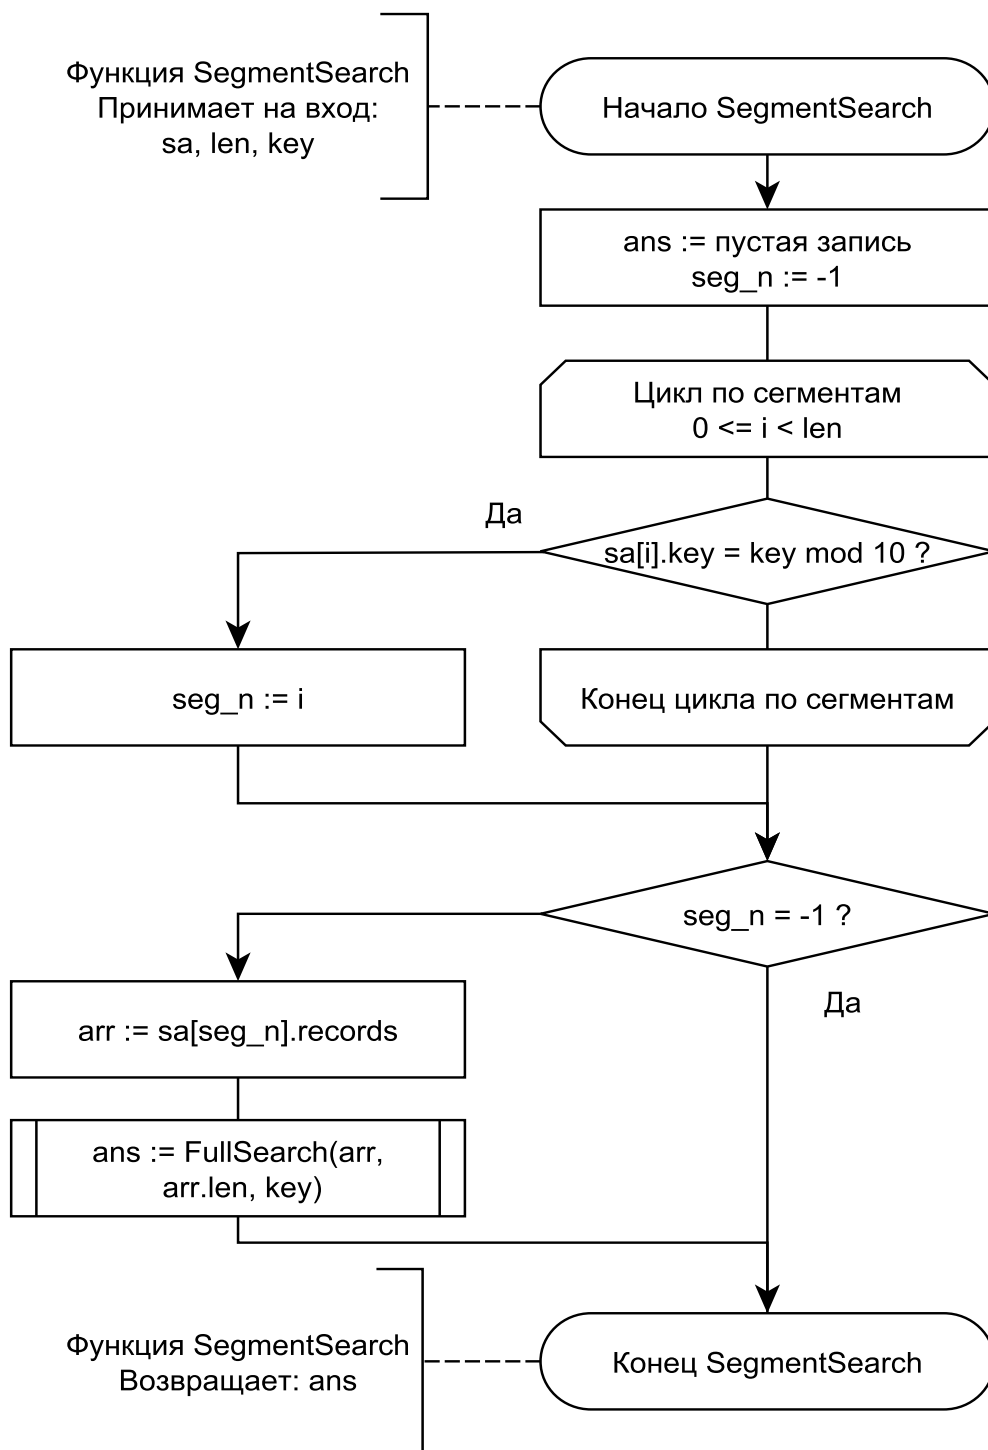 Функция SegmentSearch
Принимает на вход:
sa, len, key
Начало SegmentSearch
ans := пустая запись
seg_n := -1
Цикл по сегментам
0 <= i < len
Да
sa[i].key = key mod 10 ?
seg_n := i
Конец цикла по сегментам
seg_n = -1 ?
Да
arr := sa[seg_n].records
ans := FullSearch(arr,
arr.len, key)
Функция SegmentSearch
Возвращает: ans
Конец SegmentSearch